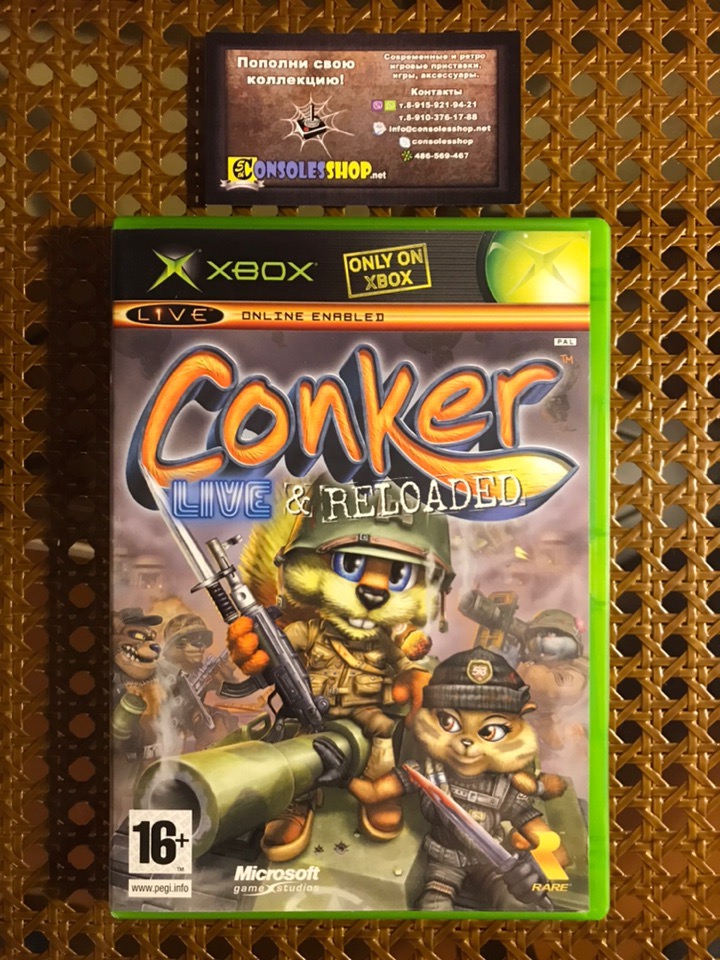 Пополни свою
коллекцию!
Современные и ретро
игровые приставки,
игры, аксессуары.
Контакты
т.8-915-921-94-21
т.8-910-376-17-88
info@consolesshop.net
consolesshop
486-569-467
CONSOLESSHOP.net
XBOX
ONLY ON
XBOX
LIVE ONLINE ENABLED
PAL
Conker™
LIVE & RELOADED
16+
™
www.pegi.info
Microsoft
game studios
RARE